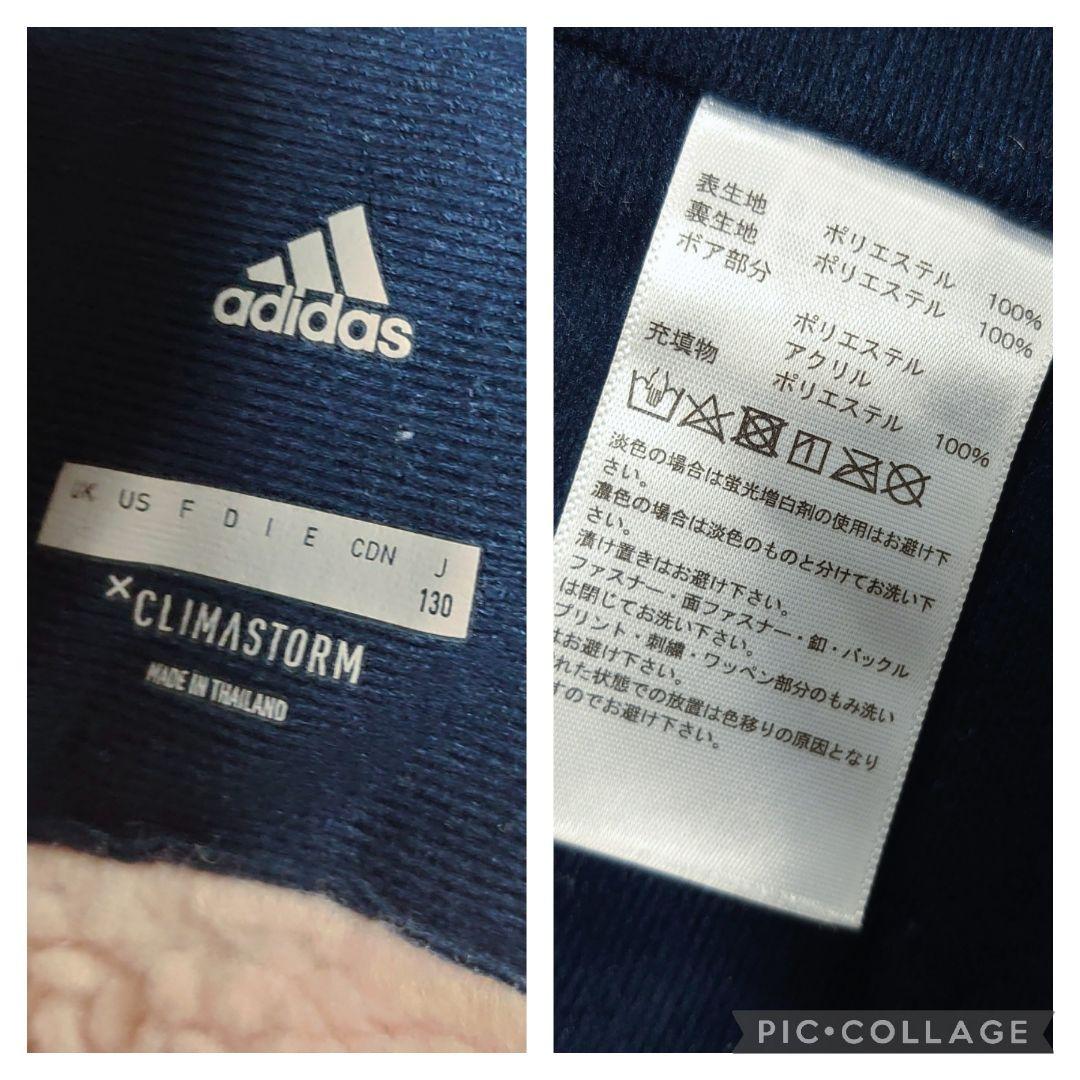 adidas
UK US F D I E CDN J
130
×CLIMASTORM
MADE IN THAILAND
表生地 ポリエステル 100%
裏生地 ポリエステル 100%
ボア部分
ポリエステル
アクリル
充填物 ポリエステル 100%
淡色の場合は蛍光増白剤の使用はお避け下
さい。
濃色の場合は淡色のものと分けてお洗い下
さい。
漬け置きはお避け下さい。
ファスナー・面ファスナー・釦・バックル
は閉じてお洗い下さい。
プリント・刺繍・ワッペン部分のもみ洗い
はお避け下さい。
れた状態での放置は色移りの原因となり
すのでお避け下さい。
PIC•COLLAGE